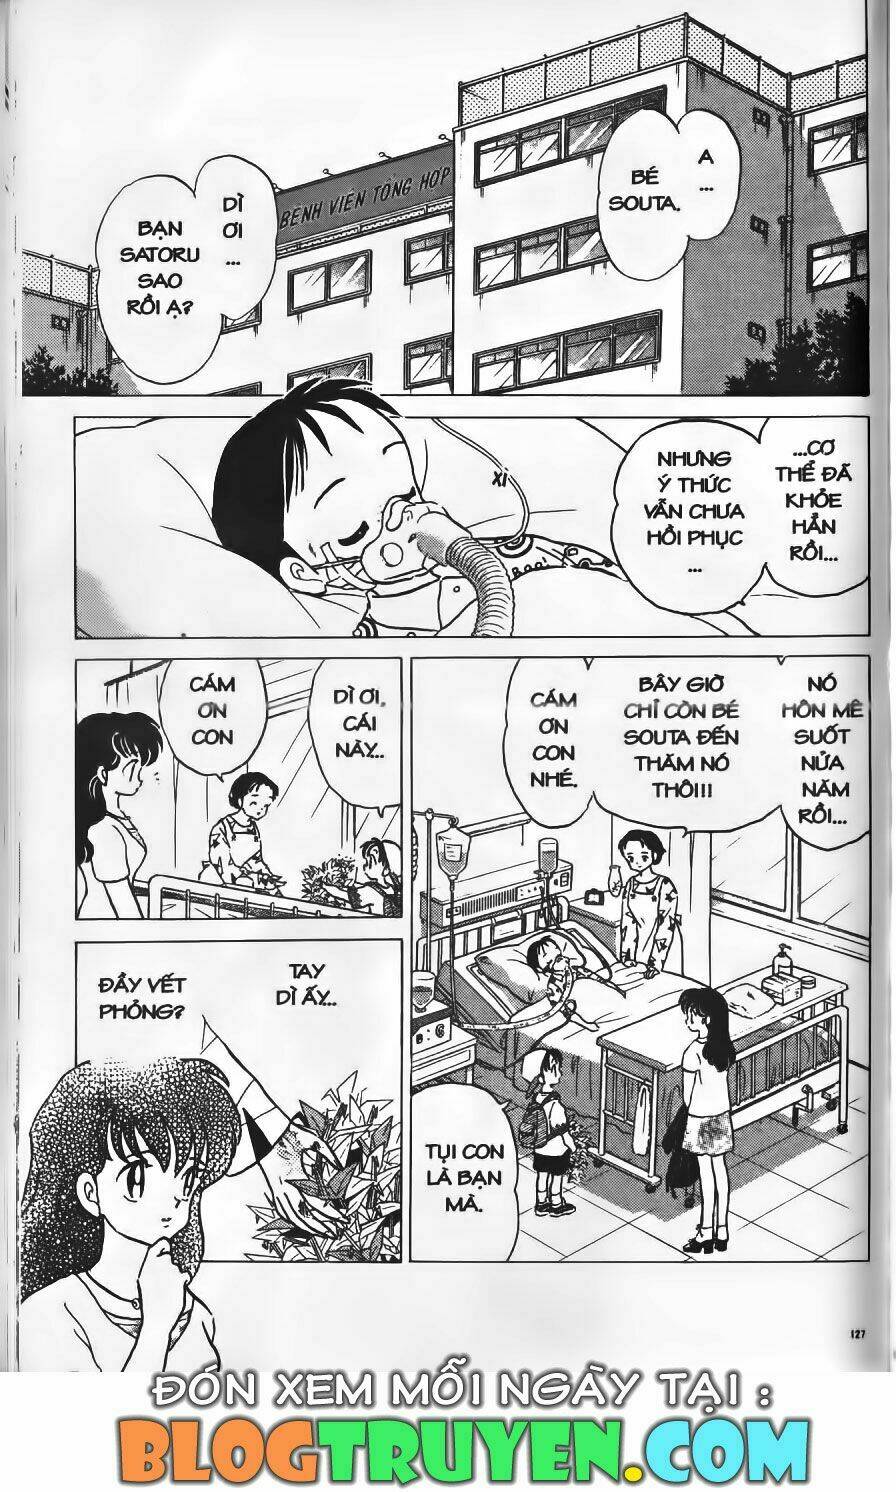 A
...
BÉ
SOUTA.
BỆNH VIỆN TỔNG HỢP
DÌ
ƠI
...
BẠN
SATORU
SAO
RỒI Ạ?
...CƠ
THỂ ĐÃ
KHỎE
HẲN
RỒI...
NHƯNG
Ý THỨC
VẪN CHƯA
HỒI PHỤC
...
XÌ
NÓ
HÔN MÊ
SUỐT
NỬA
NĂM
RỒI...
BÂY GIỜ
CHỈ CÒN BÉ
SOUTA ĐẾN
THĂM NÓ
THÔI!!!
CÁM
ƠN
CON
NHÉ.
TỤI CON
LÀ BẠN
MÀ.
DÌ ƠI,
CÁI
NÀY...
CÁM
ƠN
CON
TAY
DÌ ẤY...
ĐẦY VẾT
PHỎNG?
127
ĐÓN XEM MỖI NGÀY TẠI :
BLOGTRUYEN.COM